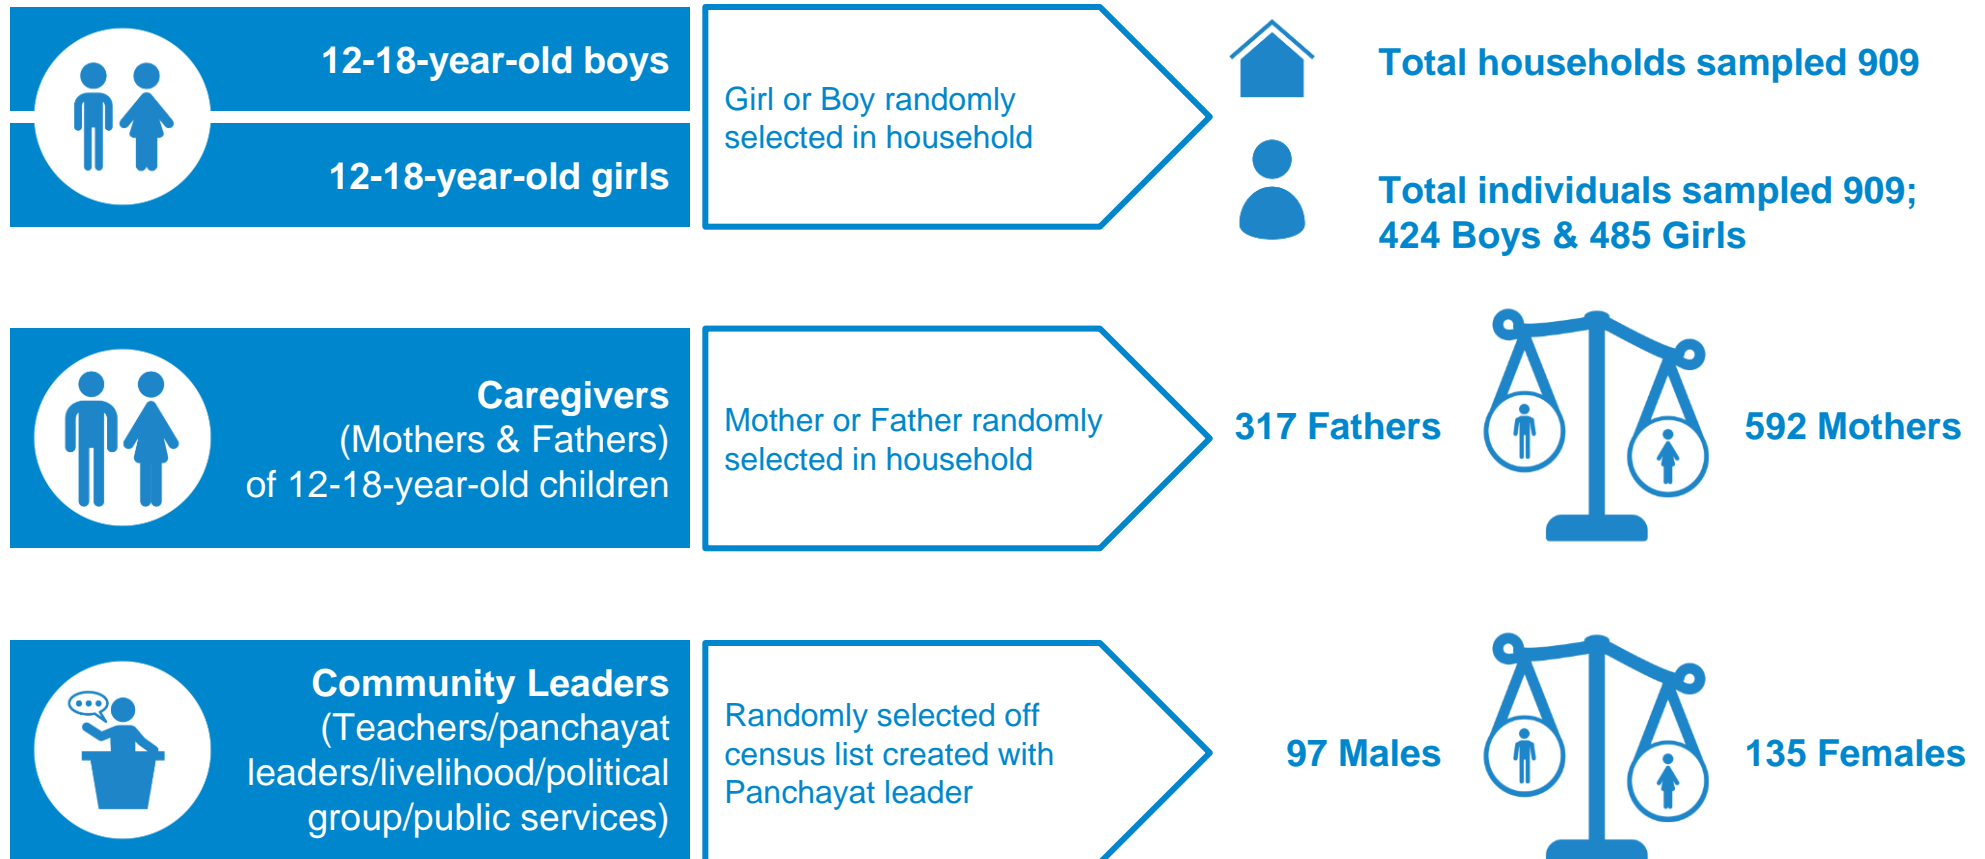 12-18-year-old boys
12-18-year-old girls
Girl or Boy randomly
selected in household
Total households sampled 909
Total individuals sampled 909;
424 Boys & 485 Girls
Caregivers
(Mothers & Fathers)
of 12-18-year-old children
Mother or Father randomly
selected in household
317 Fathers
592 Mothers
Community Leaders
(Teachers/panchayat
leaders/livelihood/political
group/public services)
Randomly selected off
census list created with
Panchayat leader
97 Males
135 Females